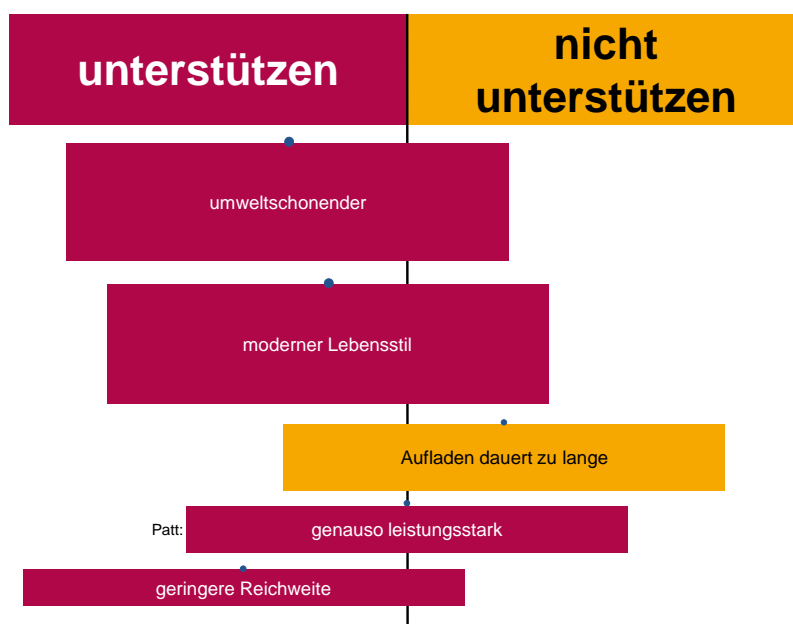 unterstützen
nicht
unterstützen
umweltschonender
moderner Lebensstil
Aufladen dauert zu lange
Patt:
genauso leistungsstark
geringere Reichweite